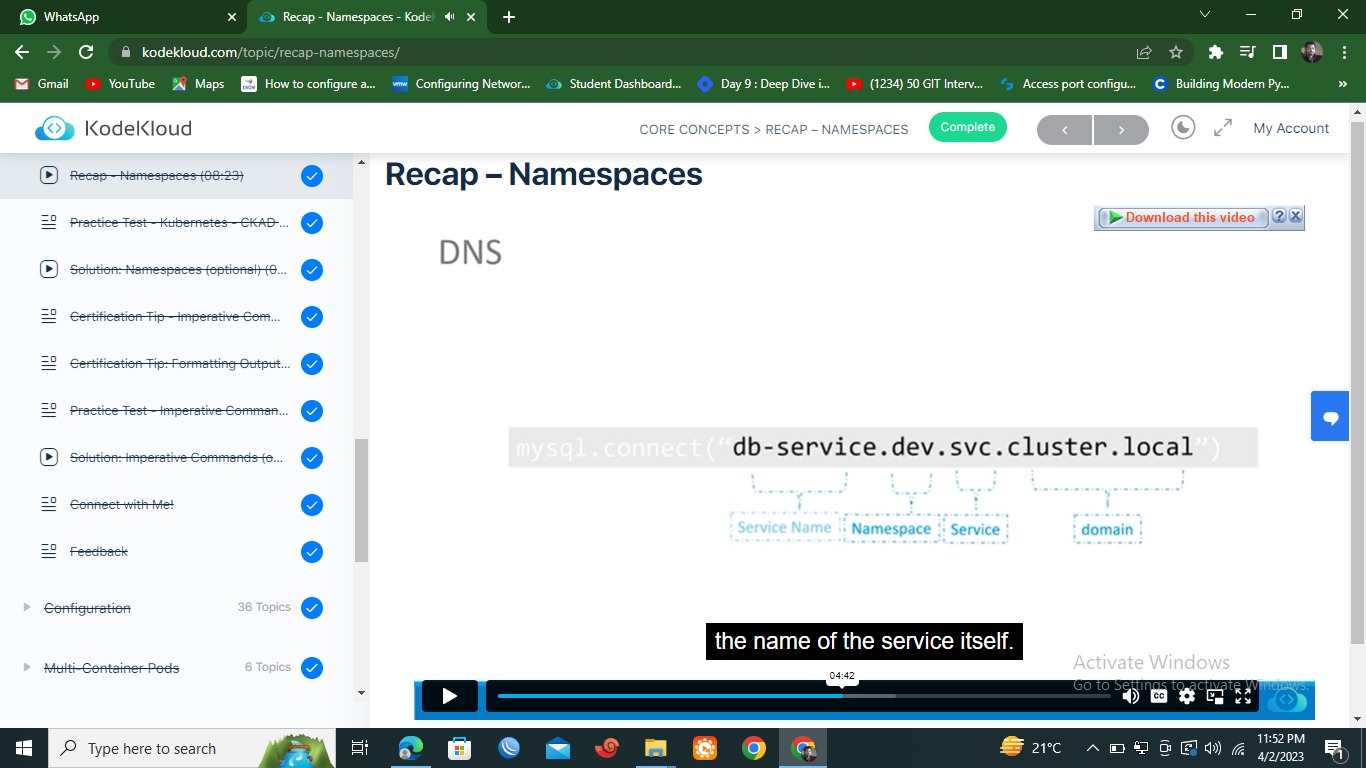 WhatsApp
Recap - Namespaces - Kodek
kodekloud.com/topic/recap-namespaces/
Gmail
YouTube
Maps
How to configure a...
Configuring Networ...
Student Dashboard...
Day 9 : Deep Dive i...
(1234) 50 GIT Interv...
Access port configu...
Building Modern Py...
»
KodeKloud
CORE CONCEPTS > RECAP – NAMESPACES
Complete
My Account
Recap - Namespaces (08:23)
Practice Test - Kubernetes - CKAD ...
Solution: Namespaces (optional) (0...
Certification Tip - Imperative Com...
Certification Tip: Formatting Output...
Practice Test - Imperative Comman...
Solution: Imperative Commands (o...
Connect with Me!
Feedback
Configuration 36 Topics
Multi-Container Pods 6 Topics
Recap – Namespaces
Download this video ? X
DNS
mysql.connect(“db-service.dev.svc.cluster.local”)
Service Name Namespace Service domain
the name of the service itself.
04:42
CC
Activate Windows
Go to Settings to activate Windows.
Type here to search
21°C
11:52 PM
4/2/2023
1